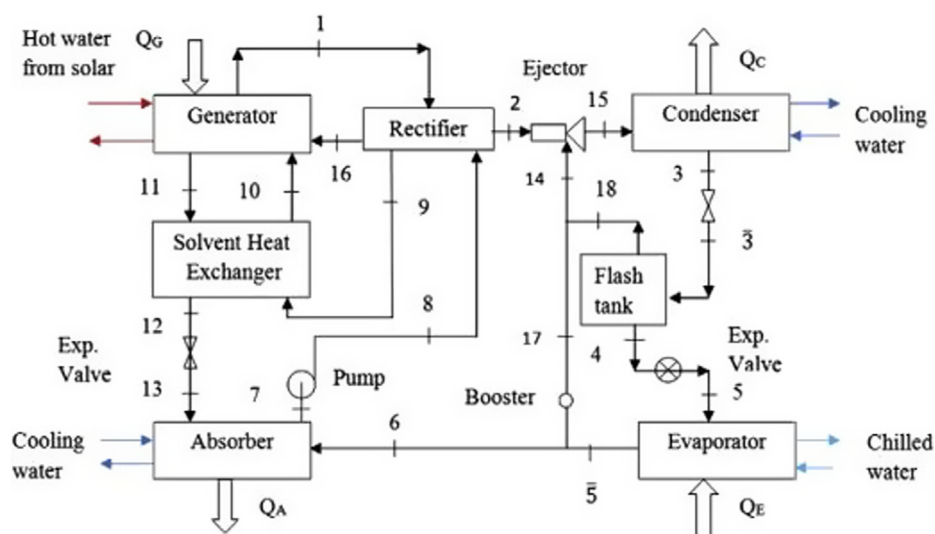 1
Hot water
from solar
QG
Ejector
QC
Generator
Rectifier
2
15
Condenser
Cooling
water
16
14
18
3
11
10
9
3̅
Solvent Heat
Exchanger
Flash
tank
8
12
17
4
Exp.
Valve
Exp.
Valve
13
7
Pump
Booster
5
6
Cooling
water
Absorber
Evaporator
Chilled
water
5̅
QA
QE